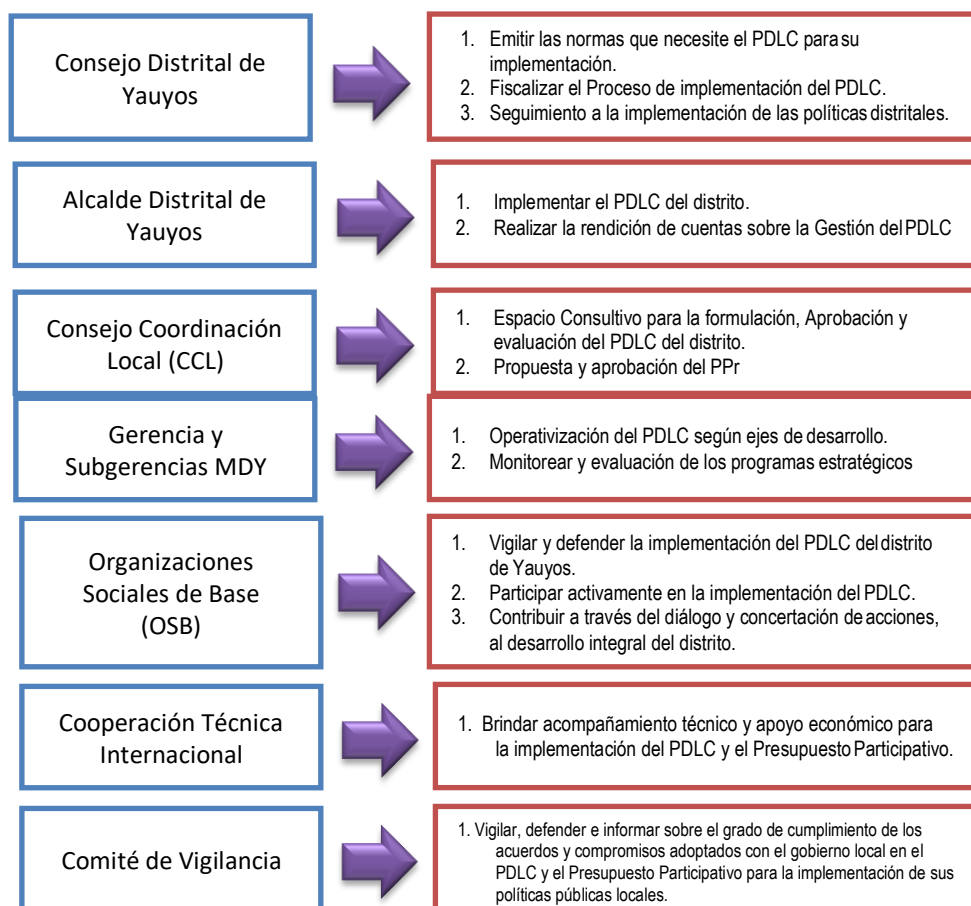 Consejo Distrital de
Yauyos
1. Emitir las normas que necesite el PDLC para su
implementación.
2. Fiscalizar el Proceso de implementación del PDLC.
3. Seguimiento a la implementación de las políticas distritales.
Alcalde Distrital de
Yauyos
1. Implementar el PDLC del distrito.
2. Realizar la rendición de cuentas sobre la Gestión del PDLC
Consejo Coordinación
Local (CCL)
1. Espacio Consultivo para la formulación, Aprobación y
evaluación del PDLC del distrito.
2. Propuesta y aprobación del PPr
Gerencia y
Subgerencias MDY
1. Operativización del PDLC según ejes de desarrollo.
2. Monitorear y evaluación de los programas estratégicos
Organizaciones
Sociales de Base
(OSB)
1. Vigilar y defender la implementación del PDLC del distrito
de Yauyos.
2. Participar activamente en la implementación del PDLC.
3. Contribuir a través del diálogo y concertación de acciones,
al desarrollo integral del distrito.
Cooperación Técnica
Internacional
1. Brindar acompañamiento técnico y apoyo económico para
la implementación del PDLC y el Presupuesto Participativo.
Comité de Vigilancia
1. Vigilar, defender e informar sobre el grado de cumplimiento de los
acuerdos y compromisos adoptados con el gobierno local en el
PDLC y el Presupuesto Participativo para la implementación de sus
políticas públicas locales.